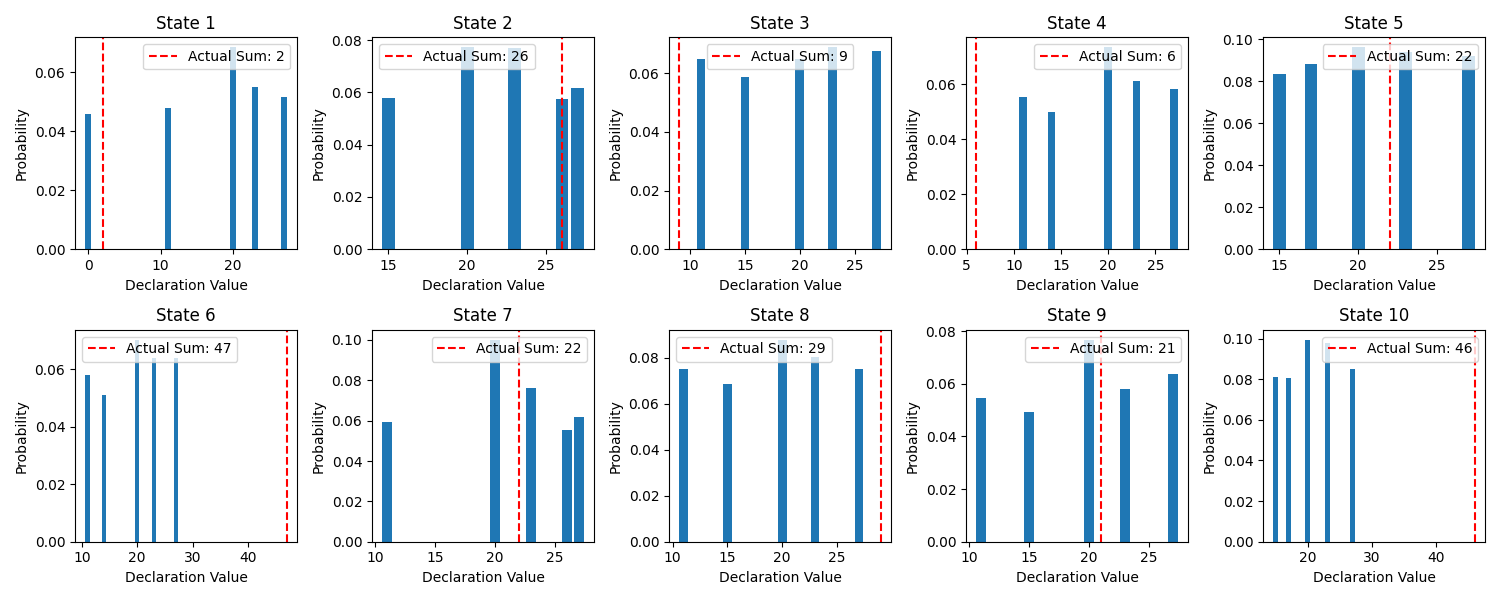 State 1
Actual Sum: 2
Probability
0.06
0.04
0.02
0.00
0
10
20
Declaration Value
State 2
Actual Sum: 26
Probability
0.08
0.06
0.04
0.02
0.00
15
20
25
Declaration Value
State 3
Actual Sum: 9
Probability
0.06
0.04
0.02
0.00
10
15
20
25
Declaration Value
State 4
Actual Sum: 6
Probability
0.06
0.04
0.02
0.00
5
10
15
20
25
Declaration Value
State 5
Actual Sum: 22
Probability
0.10
0.08
0.06
0.04
0.02
0.00
15
20
25
Declaration Value
State 6
Actual Sum: 47
Probability
0.06
0.04
0.02
0.00
10
20
30
40
Declaration Value
State 7
Actual Sum: 22
Probability
0.10
0.08
0.06
0.04
0.02
0.00
10
15
20
25
Declaration Value
State 8
Actual Sum: 29
Probability
0.08
0.06
0.04
0.02
0.00
10
15
20
25
Declaration Value
State 9
Actual Sum: 21
Probability
0.08
0.06
0.04
0.02
0.00
10
15
20
25
Declaration Value
State 10
Actual Sum: 46
Probability
0.10
0.08
0.06
0.04
0.02
0.00
20
30
40
Declaration Value